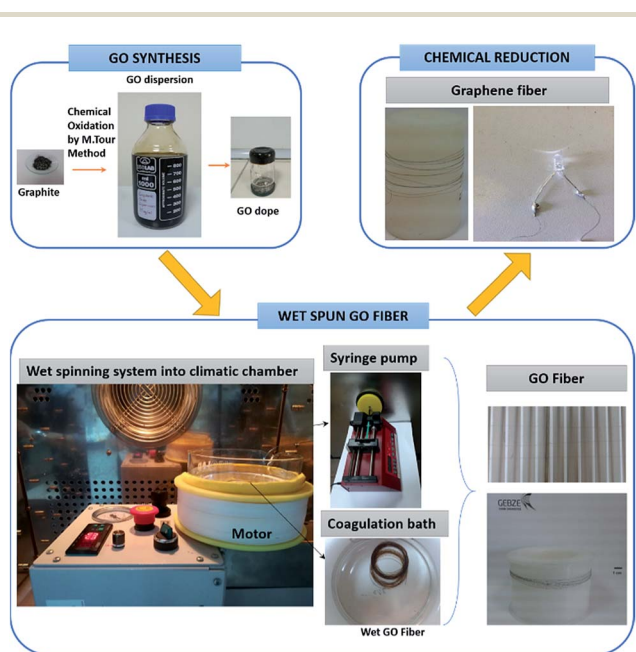 GO SYNTHESIS
GO dispersion
Chemical
Oxidation
by M.Tour
Method
Graphite
GO dope
CHEMICAL REDUCTION
Graphene fiber
WET SPUN GO FIBER
Wet spinning system into climatic chamber
Motor
Syringe pump
Coagulation bath
Wet GO Fiber
GO Fiber
GEBZE